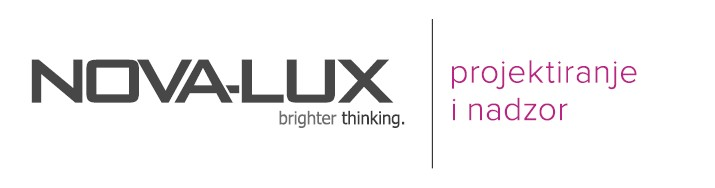 NOVA-LUX
brighter thinking.
projektiranje
i nadzor